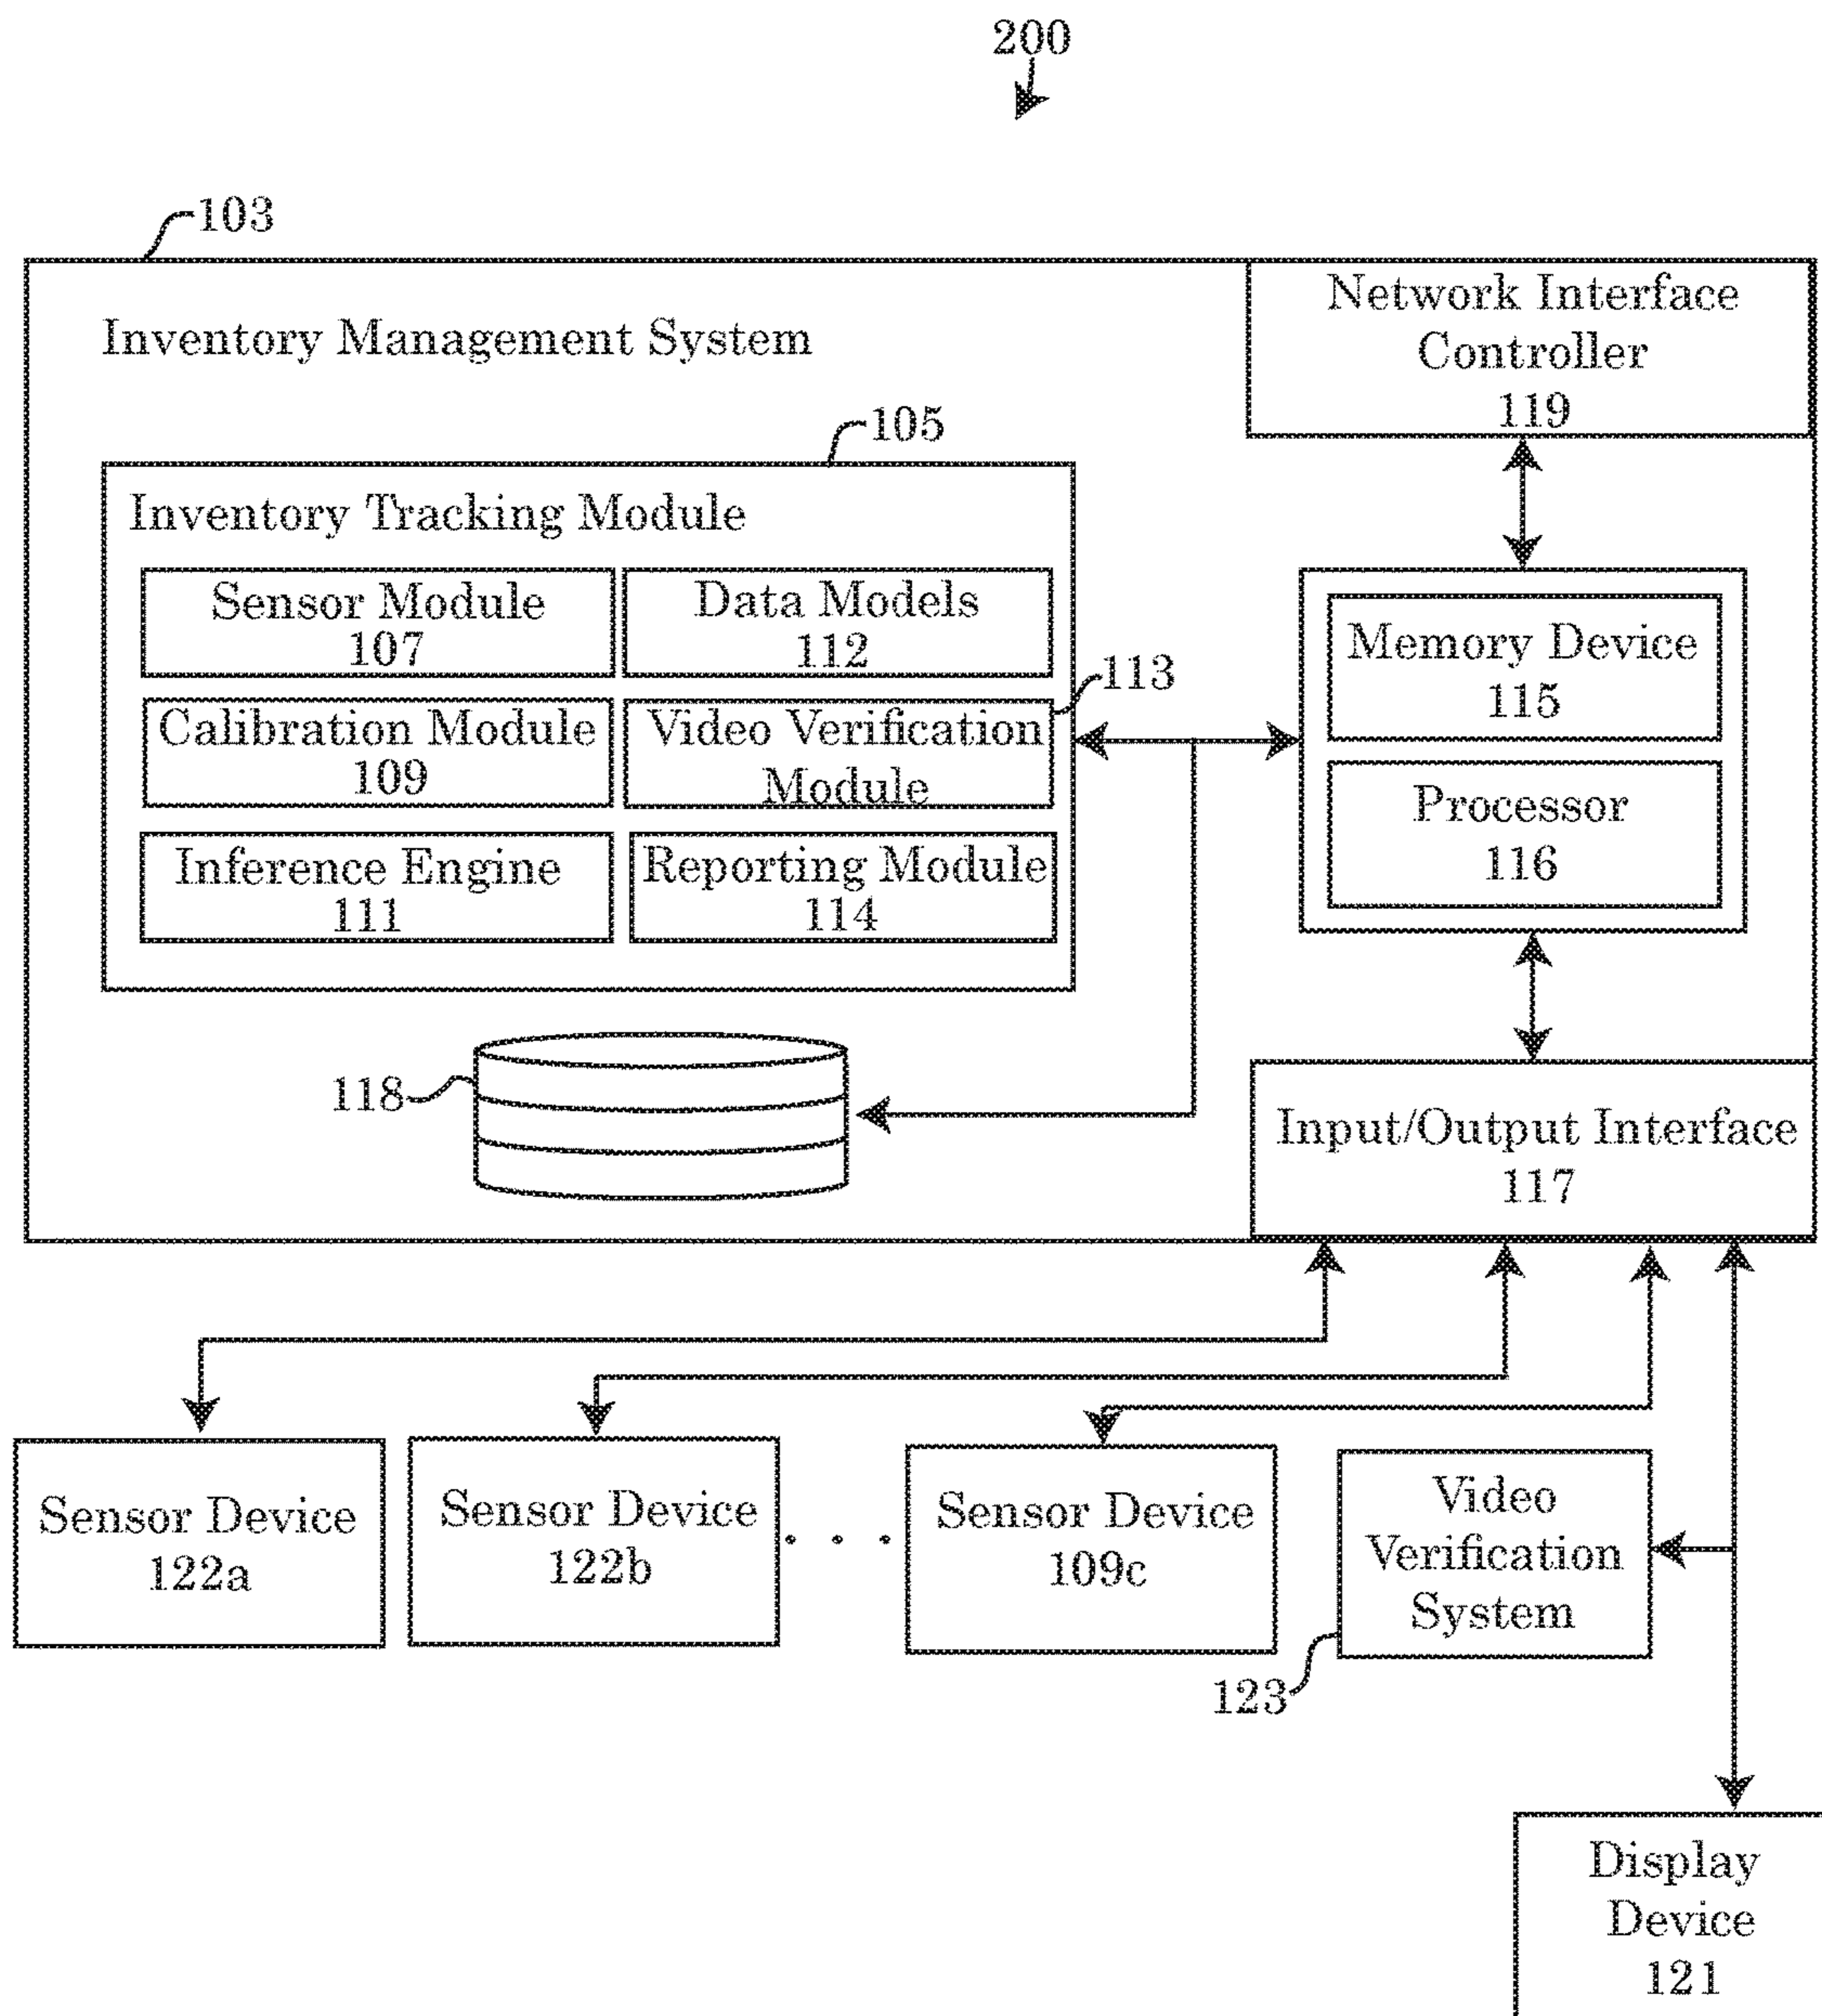 200
103
Inventory Management System
Network Interface
Controller
119
105
Inventory Tracking Module
Sensor Module
107
Data Models
112
113
Calibration Module
109
Video Verification
Module
Inference Engine
111
Reporting Module
114
Memory Device
115
Processor
116
118
Input/Output Interface
117
Sensor Device
122a
Sensor Device
122b
. . .
Sensor Device
109c
Video
Verification
System
123
Display
Device
121